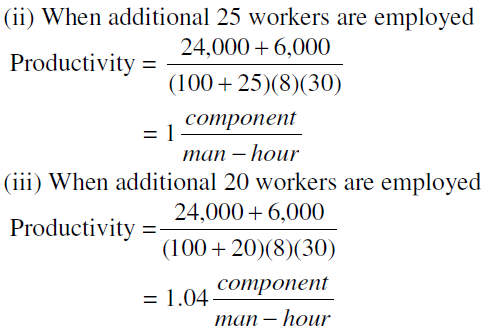 (ii) When additional 25 workers are employed
Productivity = \frac{24,000 + 6,000}{(100 + 25)(8)(30)}
= 1 \frac{component}{man – hour}
(iii) When additional 20 workers are employed
Productivity = \frac{24,000 + 6,000}{(100 + 20)(8)(30)}
= 1.04 \frac{component}{man – hour}